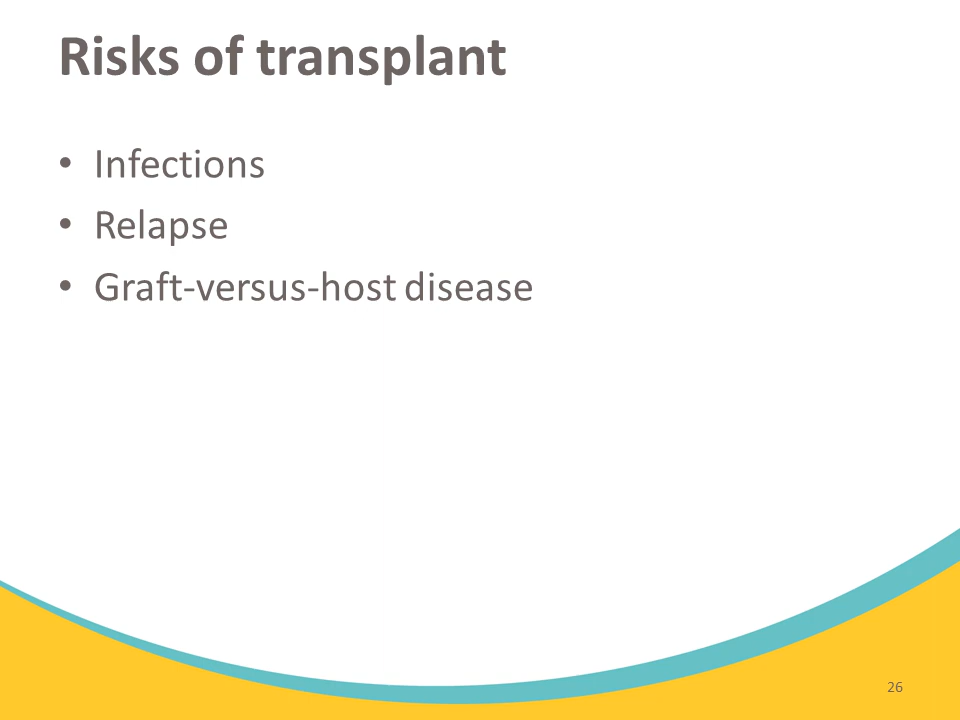 Risks of transplant
• Infections
• Relapse
• Graft-versus-host disease
26